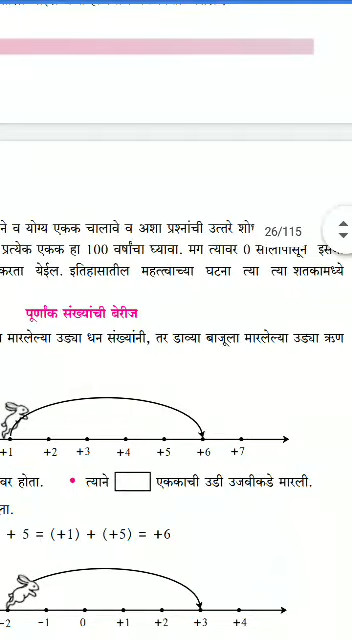 ने व योग्य एकक चालावे व अशा प्रश्नांची उत्तरे
26/115
प्रत्येक एकक हा 100 वर्षांचा घ्यावा. मग त्यावर 0 सालापासून
करता येईल. इतिहासातील महत्त्वाच्या घटना त्या त्या शतकामध्ये
पूर्णांक संख्यांची बेरीज
मारलेल्या उड्या धन संख्यांनी, तर डाव्या बाजूला मारलेल्या उड्या ऋण
+1 +2 +3 +4 +5 +6 +7
वर होता. • त्याने एककाची उडी उजवीकडे मारली.
ला.
+ 5 = (+1) + (+5) = +6
-2 -1 0 +1 +2 +3 +4